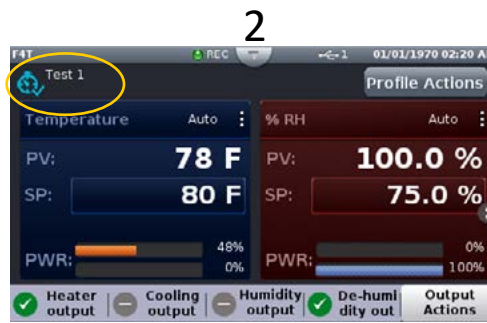 2
F4T REC 1 01/01/1970 02:20 A
Test 1
Profile Actions
Temperature Auto % RH Auto
PV: 78 F PV: 100.0 %
SP: 80 F SP: 75.0 %
PWR: 48% 0% PWR: 0% 100%
Heater output Cooling output Humidity output De-humi dity out Output Actions